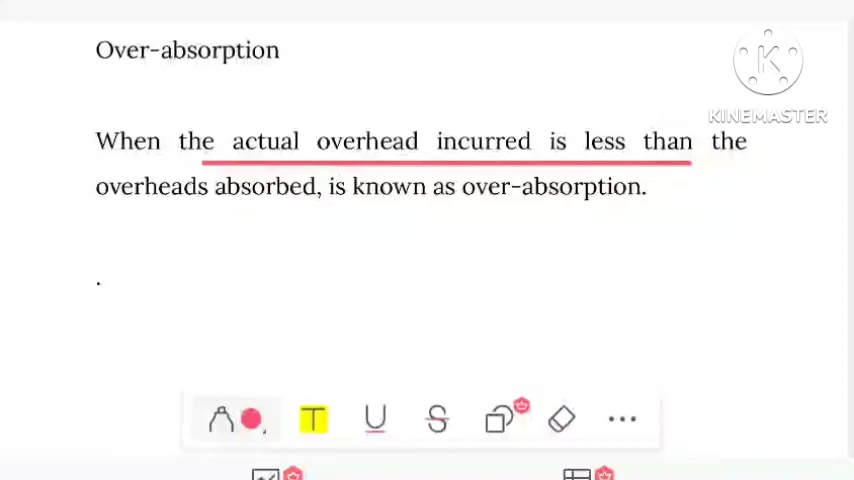 Over-absorption
KINEMASTER
When the actual overhead incurred is less than the
overheads absorbed, is known as over-absorption.
.
T
U
S